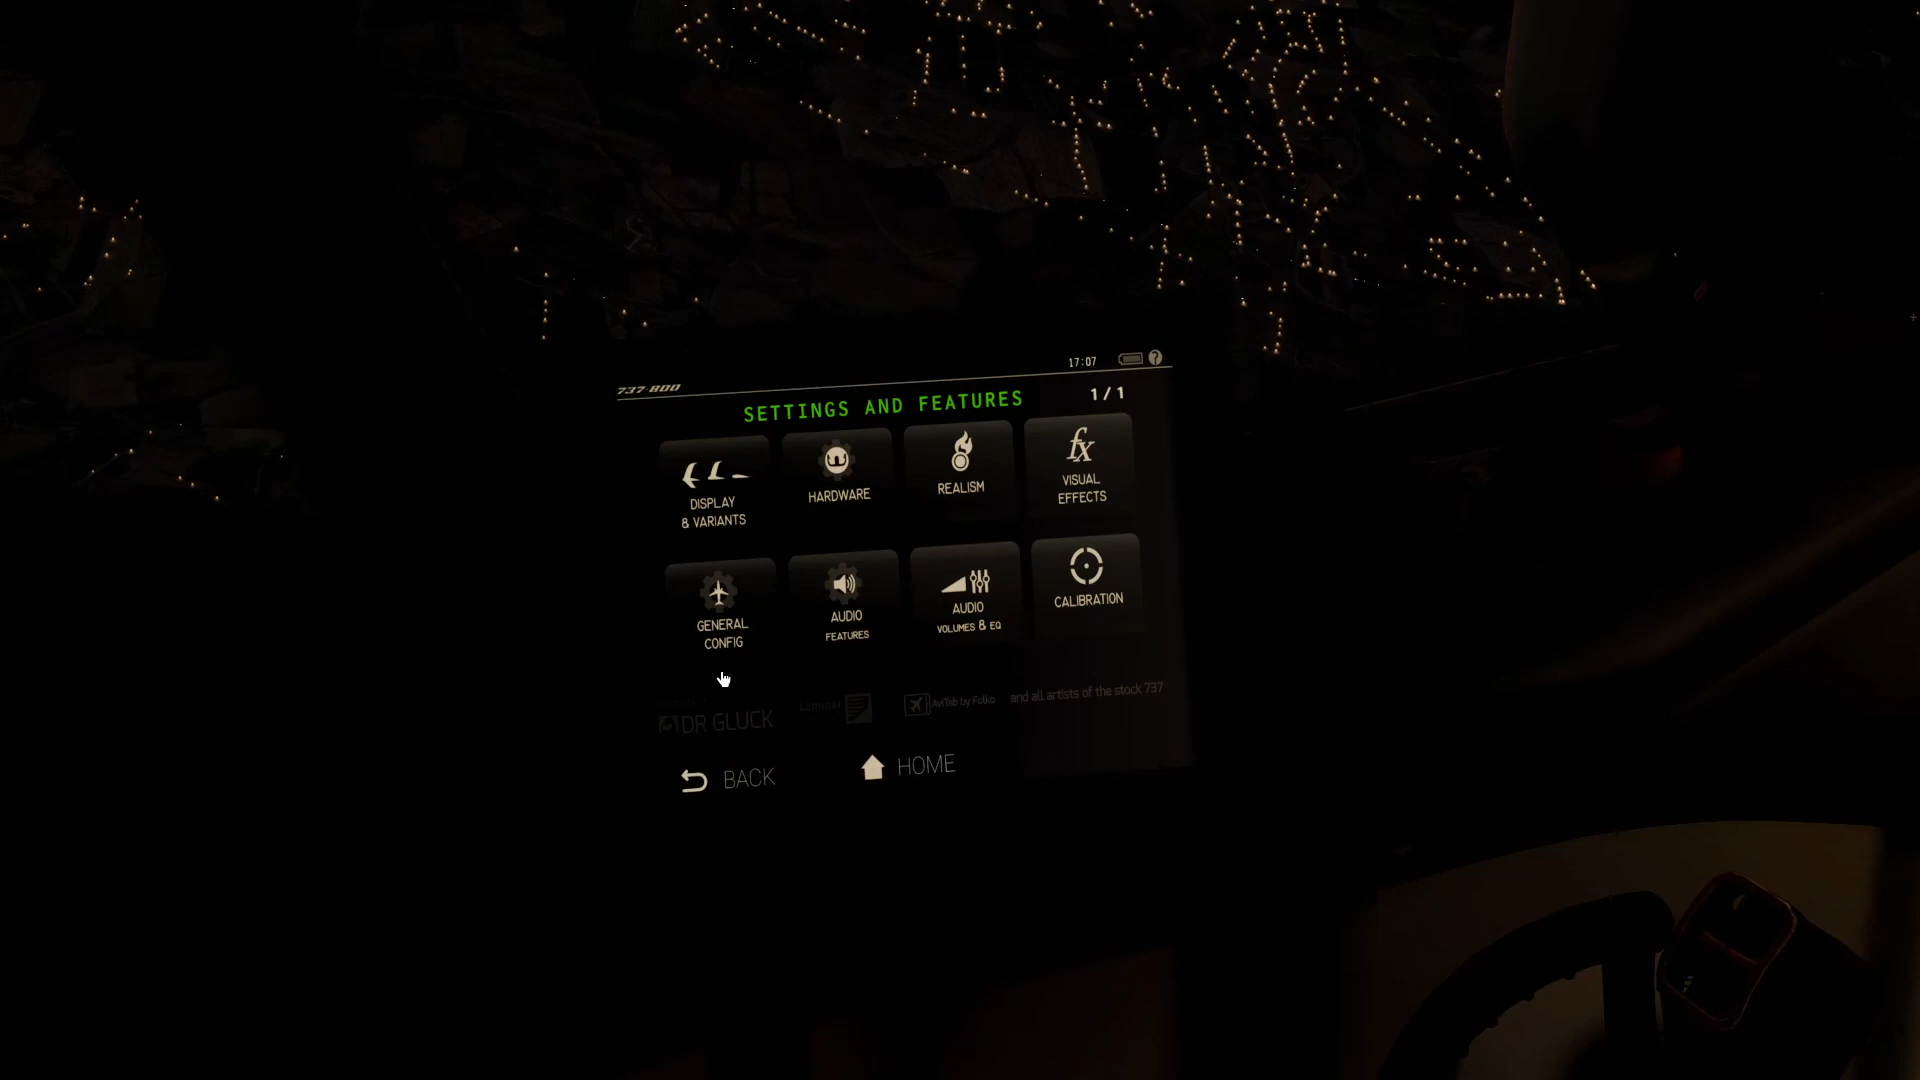 17:07
?
737-800
SETTINGS AND FEATURES 1/1
DISPLAY
& VARIANTS
HARDWARE
REALISM
fx
VISUAL
EFFECTS
GENERAL
CONFIG
AUDIO
FEATURES
AUDIO
VOLUMES & EQ
CALIBRATION
DR GLUCK
Laminar
AviTab by Folko
and all artists of the stock 737
BACK
HOME